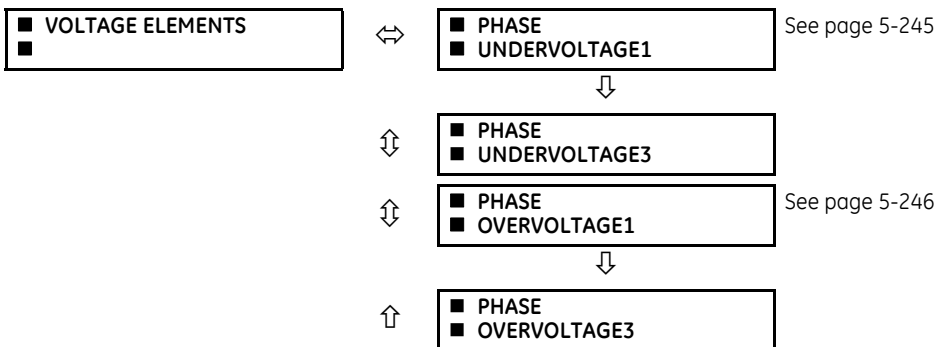 ■ VOLTAGE ELEMENTS
■
■ PHASE
■ UNDERVOLTAGE1
See page 5-245
■ PHASE
■ UNDERVOLTAGE3
■ PHASE
■ OVERVOLTAGE1
See page 5-246
■ PHASE
■ OVERVOLTAGE3